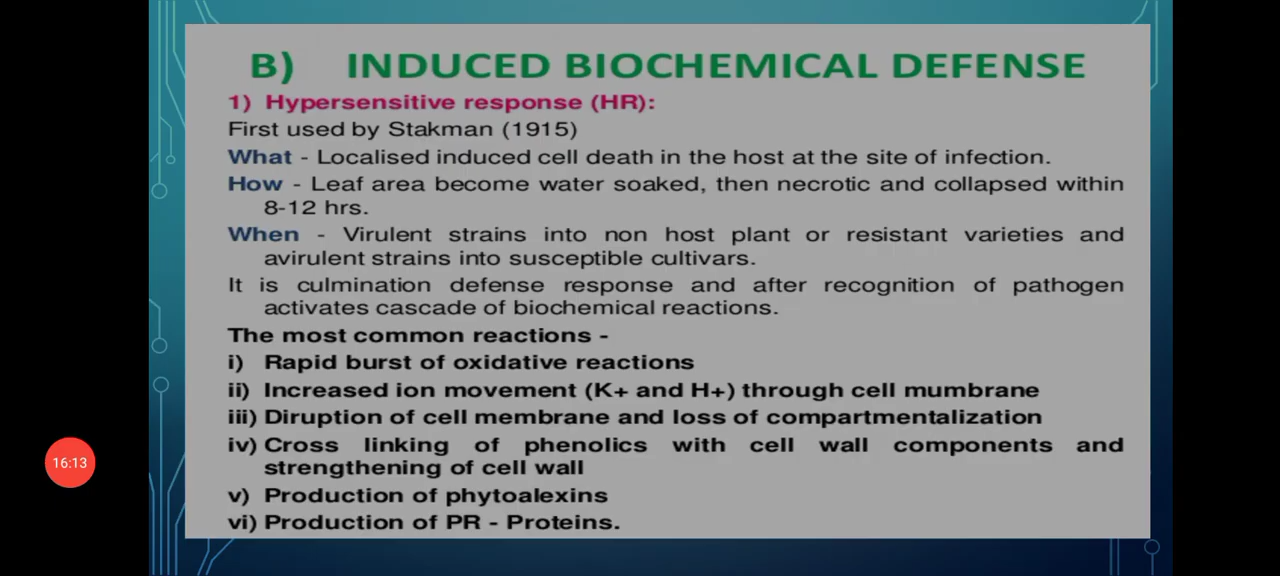 B) INDUCED BIOCHEMICAL DEFENSE
1) Hypersensitive response (HR):
First used by Stakman (1915)
What - Localised induced cell death in the host at the site of infection.
How - Leaf area become water soaked, then necrotic and collapsed within
8-12 hrs.
When - Virulent strains into non host plant or resistant varieties and
avirulent strains into susceptible cultivars.
It is culmination defense response and after recognition of pathogen
activates cascade of biochemical reactions.
The most common reactions -
i) Rapid burst of oxidative reactions
ii) Increased ion movement (K+ and H+) through cell mumbrane
iii) Diruption of cell membrane and loss of compartmentalization
iv) Cross linking of phenolics with cell wall components and
strengthening of cell wall
v) Production of phytoalexins
vi) Production of PR - Proteins.
16:13